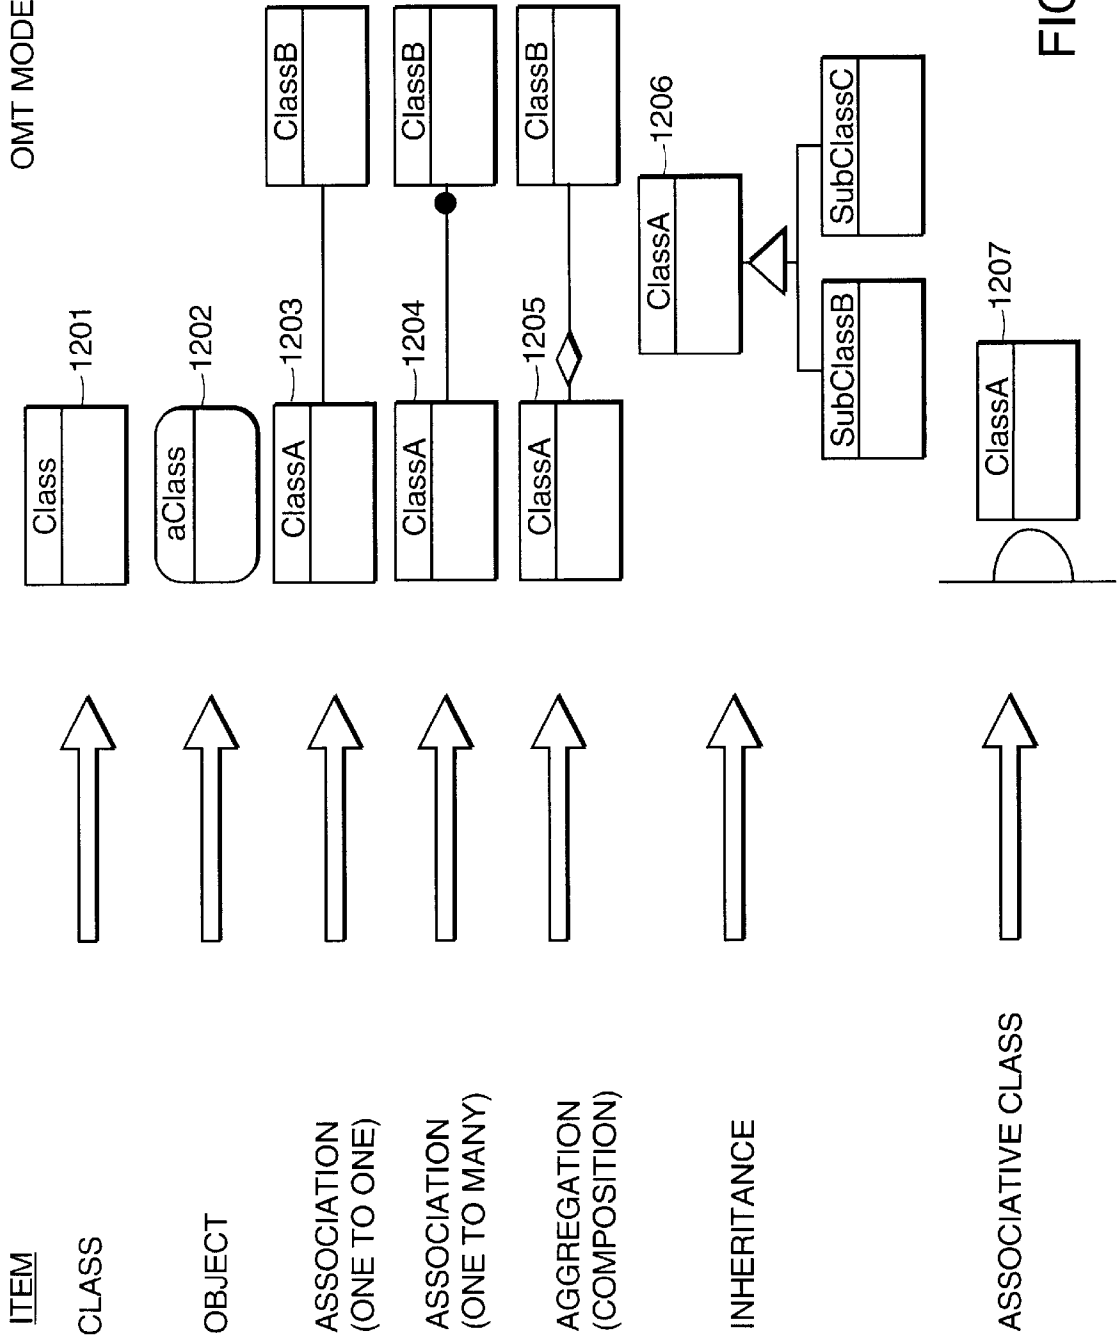 ITEM
OMT MODE
CLASS
Class
1201
OBJECT
aClass
1202
ASSOCIATION
(ONE TO ONE)
ClassA
1203
ClassB
ASSOCIATION
(ONE TO MANY)
ClassA
1204
ClassB
AGGREGATION
(COMPOSITION)
ClassA
1205
ClassB
INHERITANCE
ClassA
1206
SubClassB
SubClassC
ASSOCIATIVE CLASS
ClassA
1207